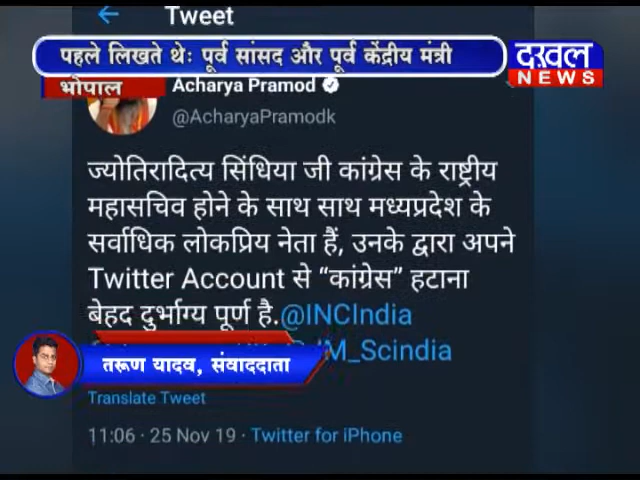 Tweet
पहले लिखते थेः पूर्व सांसद और पूर्व केंद्रीय मंत्री
दखल
NEWS
भोपाल
Acharya Pramod
@AcharyaPramodk
ज्योतिरादित्य सिंधिया जी कांग्रेस के राष्ट्रीय
महासचिव होने के साथ साथ मध्यप्रदेश के
सर्वाधिक लोकप्रिय नेता हैं, उनके द्वारा अपने
Twitter Account से “कांग्रेस” हटाना
बेहद दुर्भाग्य पूर्ण है.@INCIndia
M_Scindia
तरूण यादव, संवाददाता
Translate Tweet
11:06 · 25 Nov 19 · Twitter for iPhone